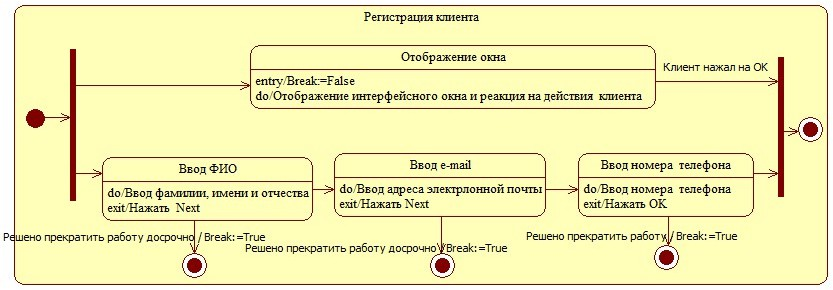 Регистрация клиента
Отображение окна
entry/Break:=False
do/Отображение интерфейсного окна и реакция на действия клиента
Клиент нажал на OK
Ввод ФИО
do/Ввод фамилии, имени и отчества
exit/Нажать Next
Ввод e-mail
do/Ввод адреса электрлонной почты
exit/Нажать Next
Ввод номера телефона
do/Ввод номера телефона
exit/Нажать OK
Решено прекратить работу досрочно / Break:=True
Решено прекратить работу досрочно / Break:=True
Решено прекратить работу / Break:=True